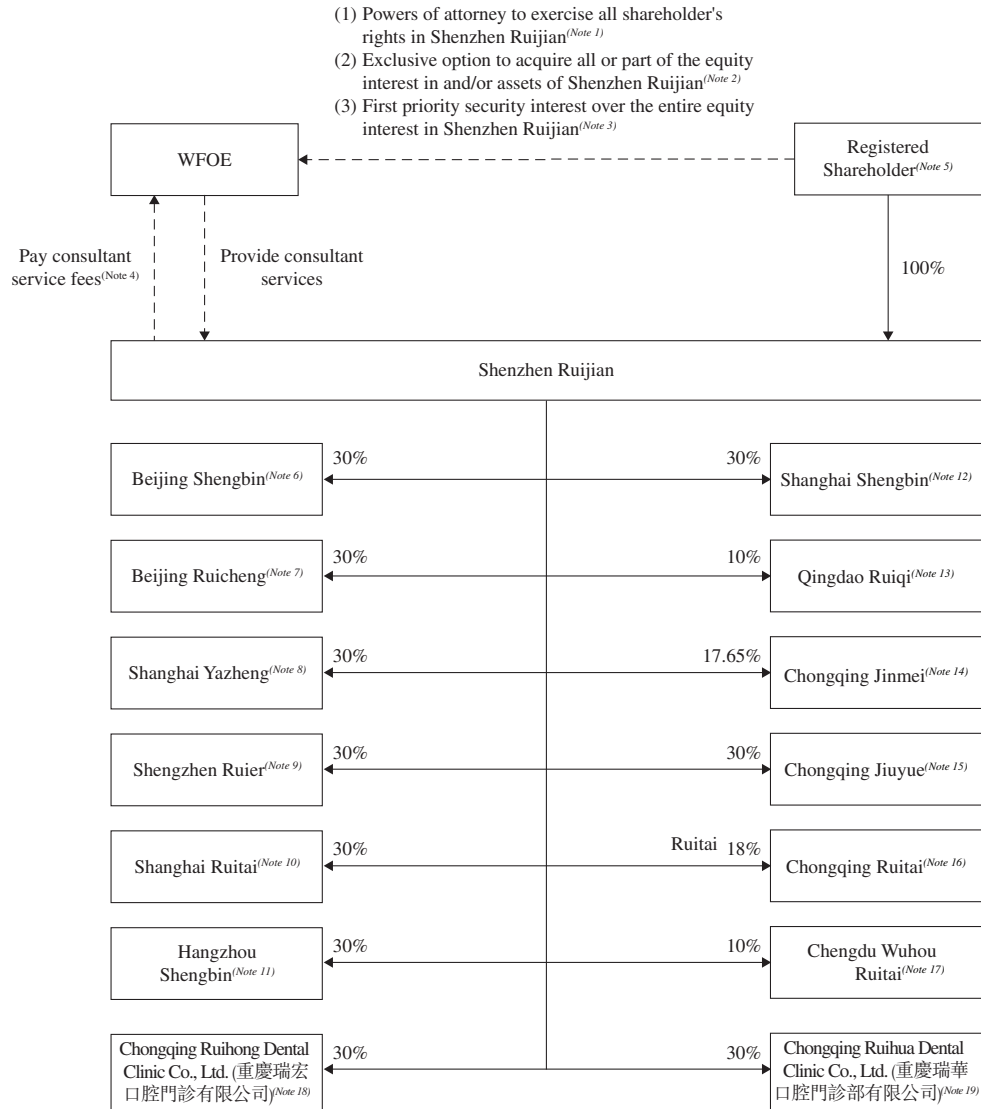 (1) Powers of attorney to exercise all shareholder's
rights in Shenzhen Ruijian(Note 1)
(2) Exclusive option to acquire all or part of the equity
interest in and/or assets of Shenzhen Ruijian(Note 2)
(3) First priority security interest over the entire equity
interest in Shenzhen Ruijian(Note 3)
WFOE
Registered
Shareholder(Note 5)
Pay consultant
service fees(Note 4)
Provide consultant
services
100%
Shenzhen Ruijian
Beijing Shengbin(Note 6)
30%
30%
Shanghai Shengbin(Note 12)
Beijing Ruicheng(Note 7)
30%
10%
Qingdao Ruiqi(Note 13)
Shanghai Yazheng(Note 8)
30%
17.65%
Chongqing Jinmei(Note 14)
Shengzhen Ruier(Note 9)
30%
30%
Chongqing Jiuyue(Note 15)
Shanghai Ruitai(Note 10)
30%
Ruitai 18%
Chongqing Ruitai(Note 16)
Hangzhou
Shengbin(Note 11)
30%
10%
Chengdu Wuhou
Ruitai(Note 17)
Chongqing Ruihong Dental
Clinic Co., Ltd. (重慶瑞宏
口腔門診有限公司)(Note 18)
30%
30%
Chongqing Ruihua Dental
Clinic Co., Ltd. (重慶瑞華
口腔門診部有限公司)(Note 19)